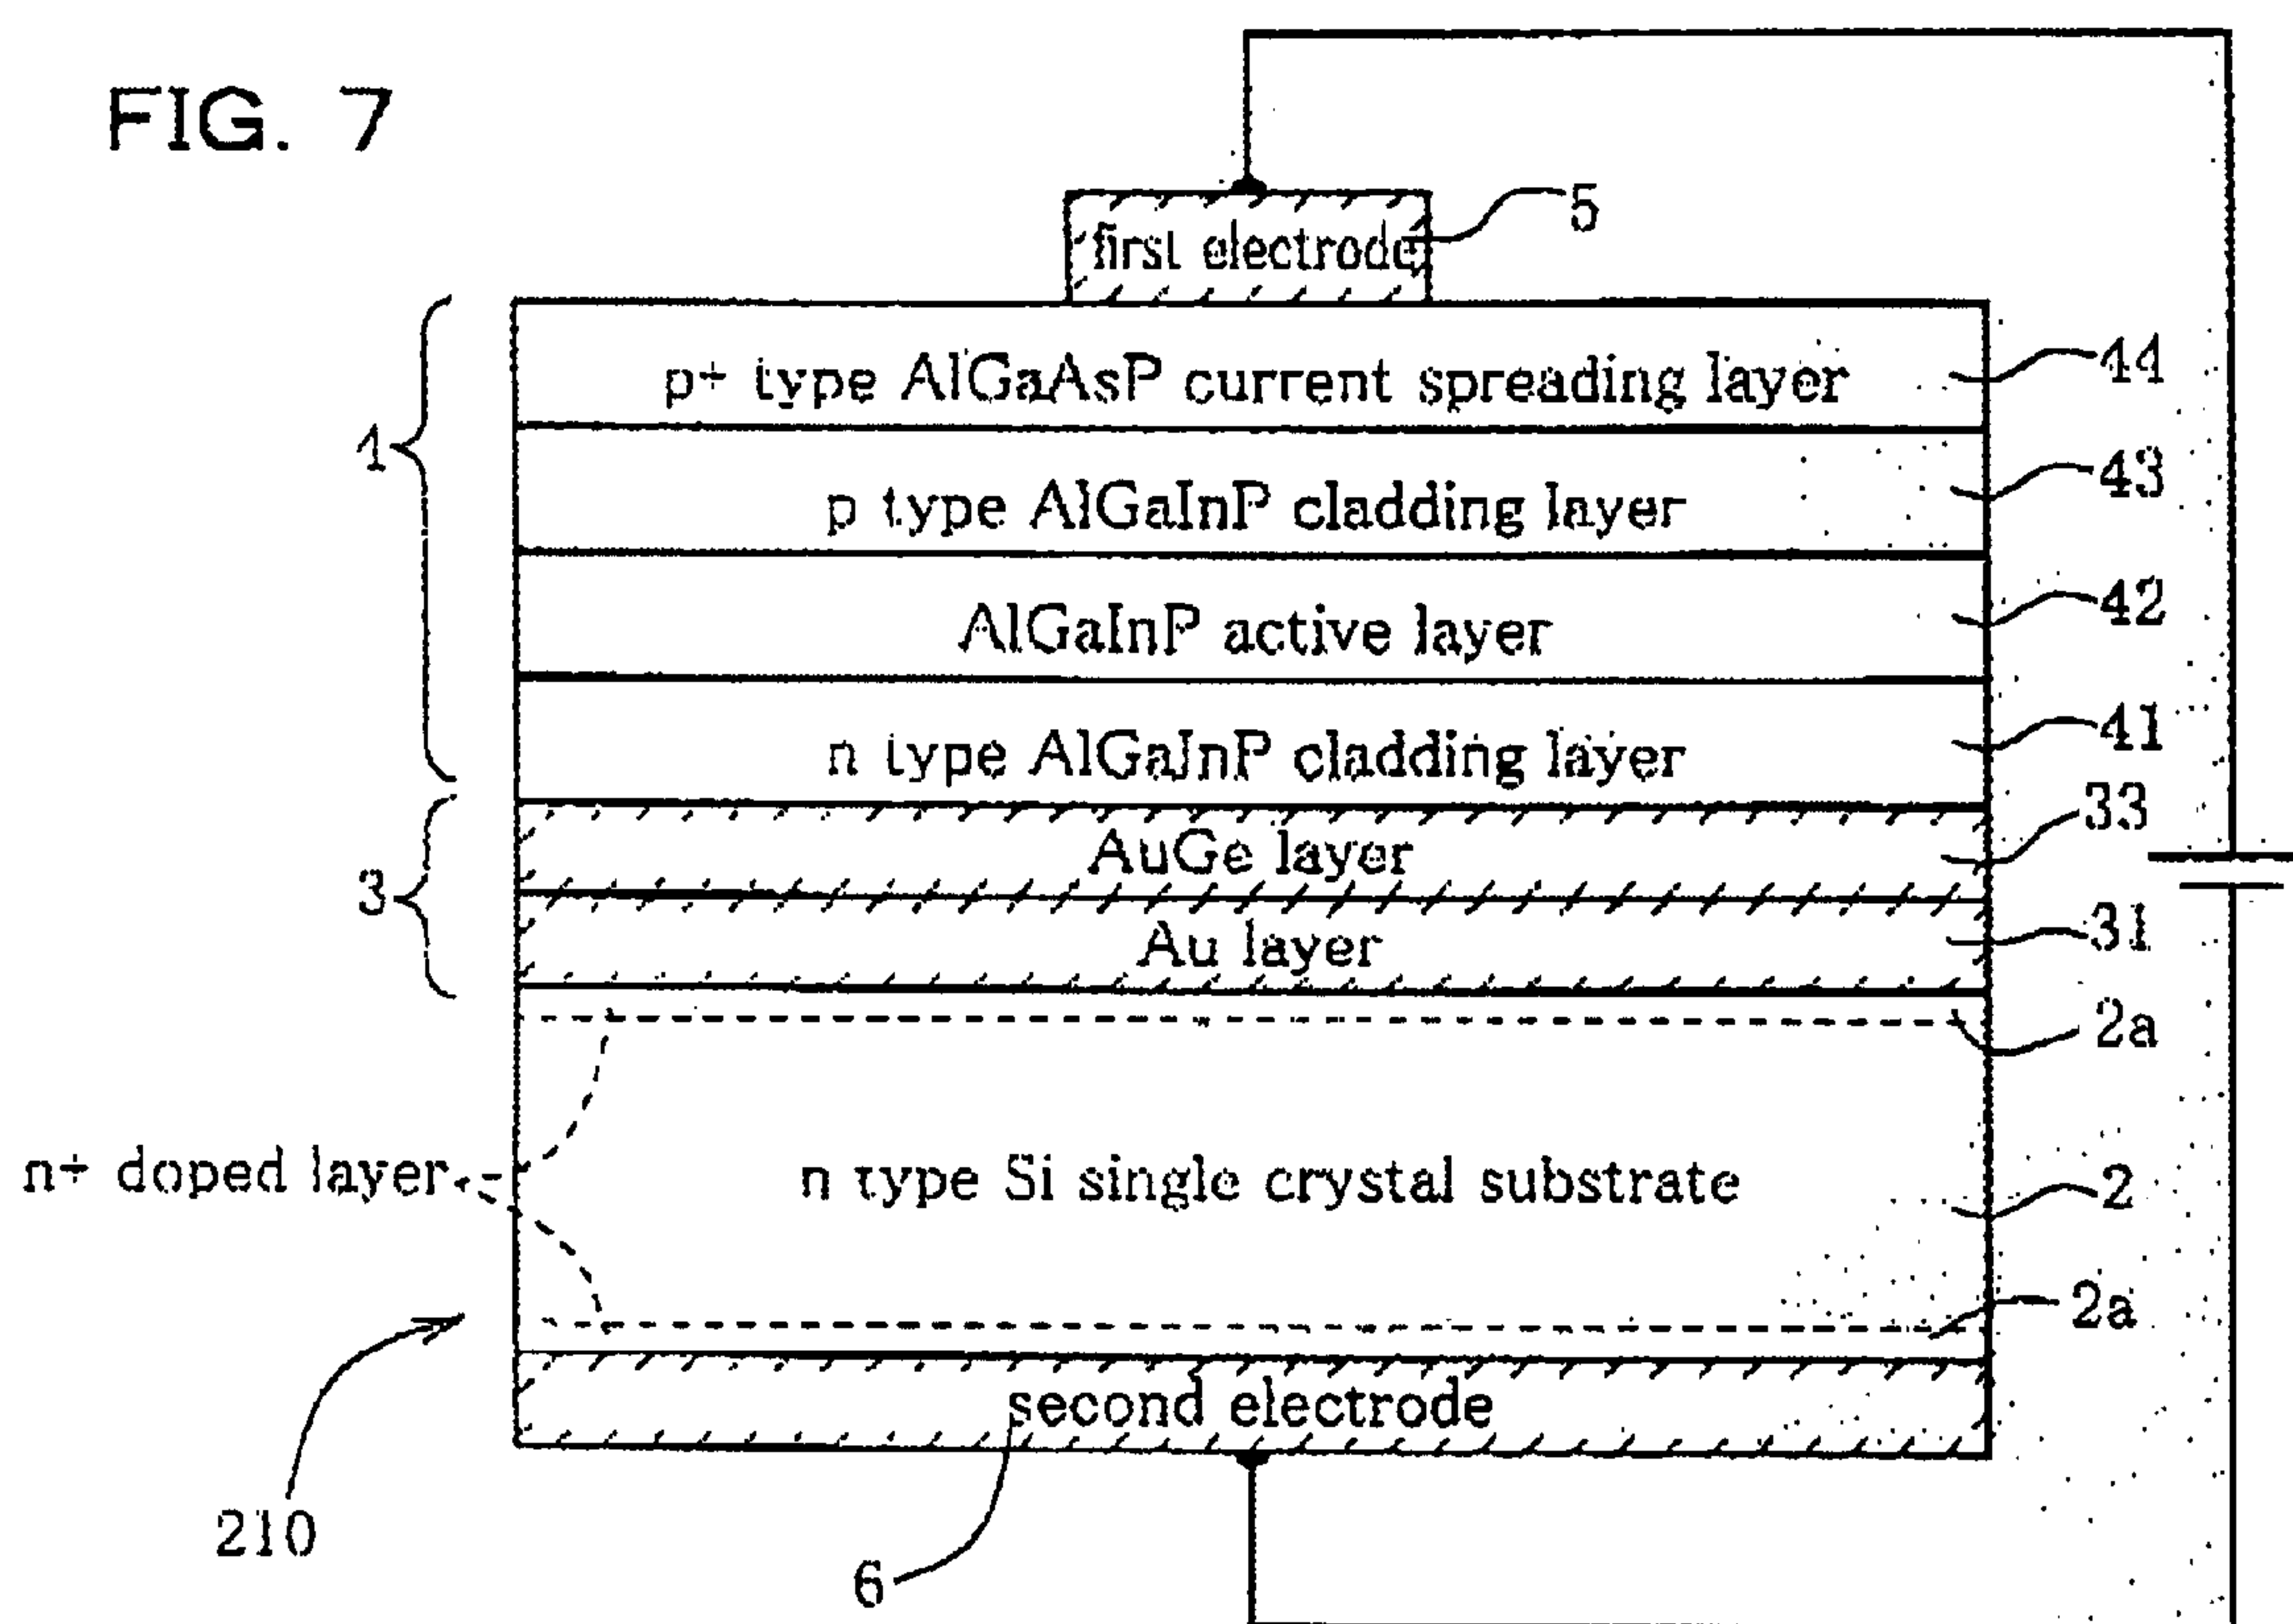 FIG. 7
first electrode
5
p+ type AlGaAsP current spreading layer
44
1
p type AlGaInP cladding layer
43
AlGaInP active layer
42
n type AlGaInP cladding layer
41
33
AuGe layer
3
Au layer
31
2a
n+ doped layer
n type Si single crystal substrate
2
2a
second electrode
210
6